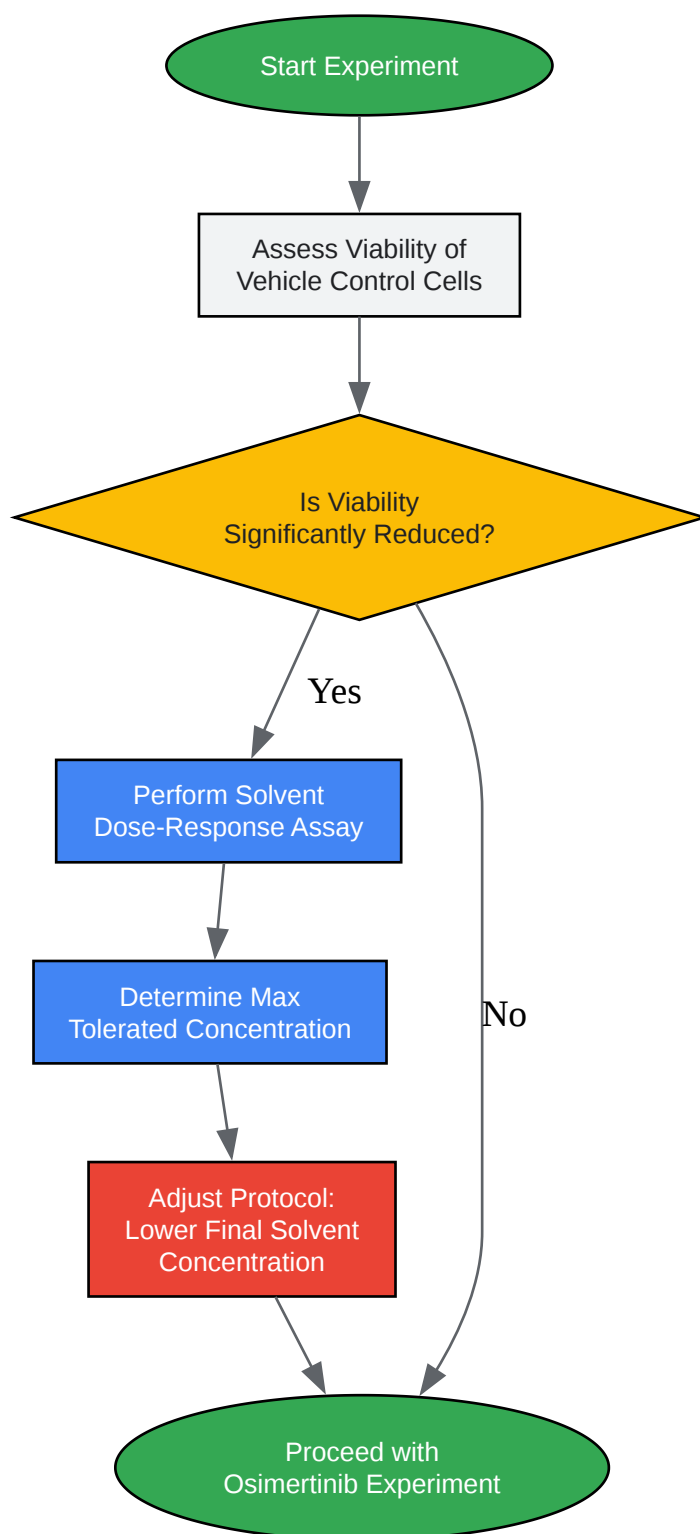 Start Experiment
Assess Viability of
Vehicle Control Cells
Is Viability
Significantly Reduced?
Yes
Perform Solvent
Dose-Response Assay
Determine Max
Tolerated Concentration
No
Adjust Protocol:
Lower Final Solvent
Concentration
Proceed with
Osimertinib Experiment